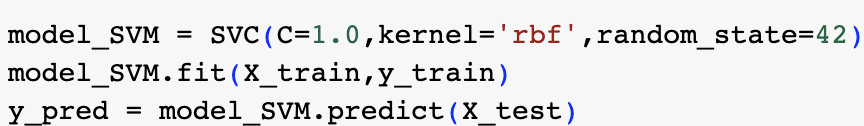 model_SVM = SVC(C=1.0,kernel='rbf',random_state=42)
model_SVM.fit(X_train,y_train)
y_pred = model_SVM.predict(X_test)